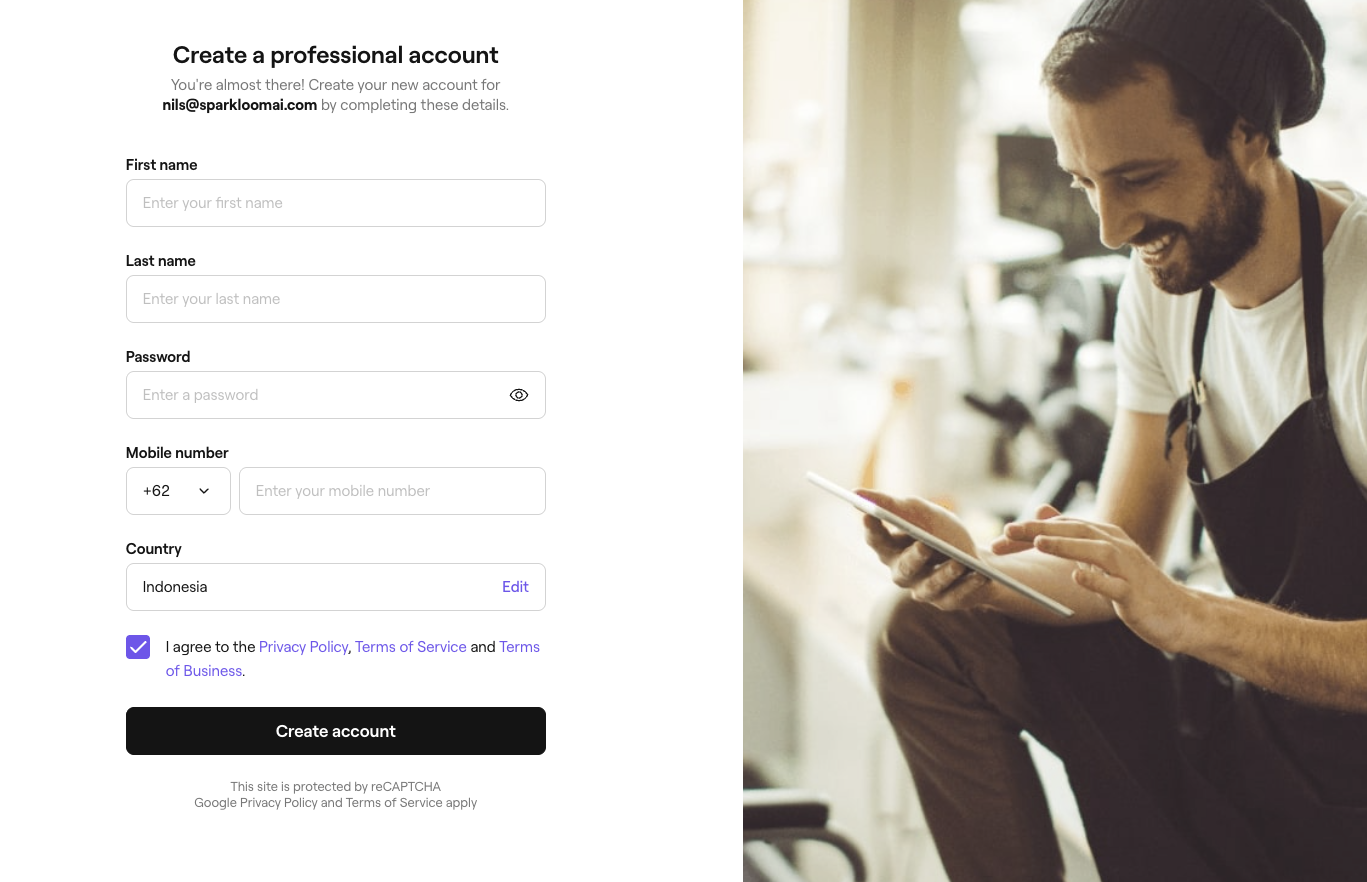 Create a professional account
You're almost there! Create your new account for
nils@sparkloomai.com by completing these details.
First name
Enter your first name
Last name
Enter your last name
Password
Enter a password
Mobile number
+62
Enter your mobile number
Country
Indonesia
Edit
I agree to the Privacy Policy, Terms of Service and Terms
of Business.
Create account
This site is protected by reCAPTCHA
Google Privacy Policy and Terms of Service apply